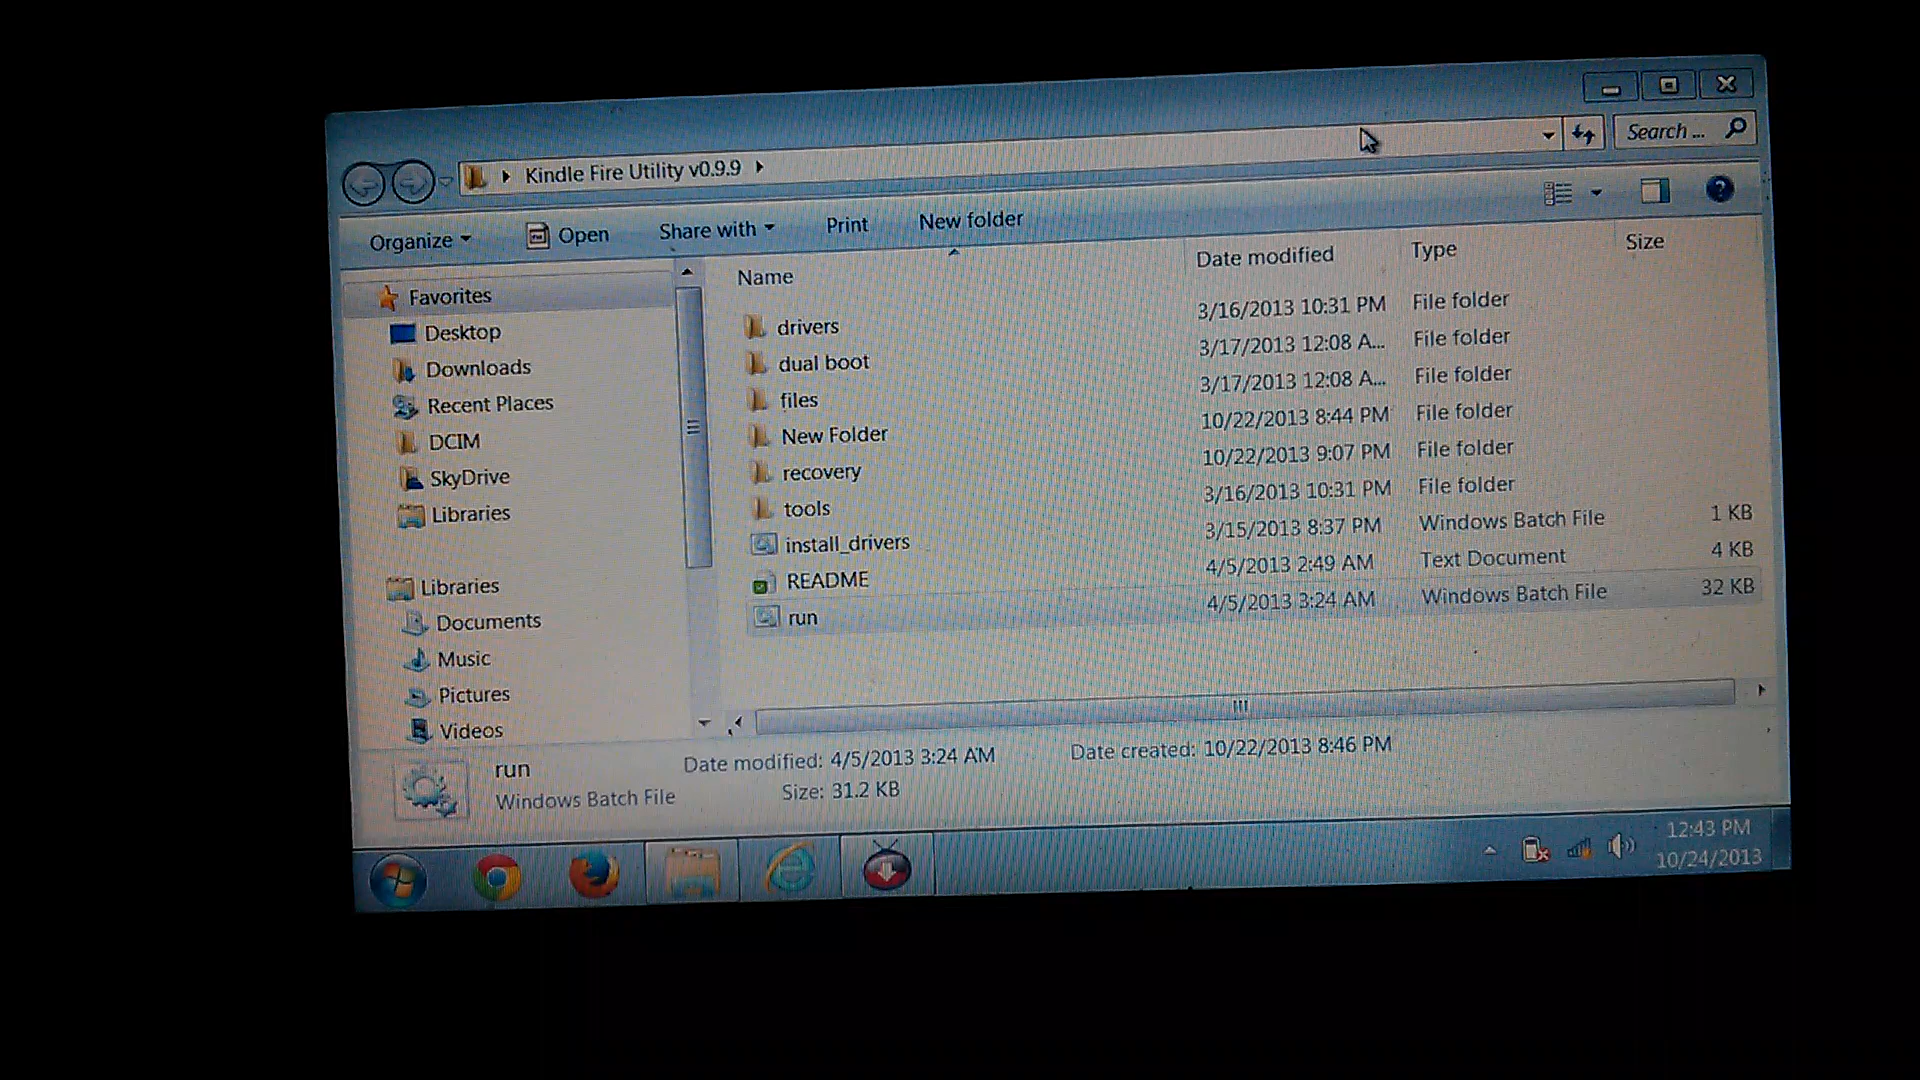 Kindle Fire Utility v0.9.9
Search ...
Organize Open Share with Print New folder
Name Date modified Type Size
Favorites
Desktop
Downloads
Recent Places
DCIM
SkyDrive
Libraries
Libraries
Documents
Music
Pictures
Videos
drivers 3/16/2013 10:31 PM File folder
dual boot 3/17/2013 12:08 A... File folder
files 3/17/2013 12:08 A... File folder
New Folder 10/22/2013 8:44 PM File folder
recovery 10/22/2013 9:07 PM File folder
tools 3/16/2013 10:31 PM File folder
install_drivers 3/15/2013 8:37 PM Windows Batch File 1 KB
README 4/5/2013 2:49 AM Text Document 4 KB
run 4/5/2013 3:24 AM Windows Batch File 32 KB
run Date modified: 4/5/2013 3:24 AM Date created: 10/22/2013 8:46 PM
Windows Batch File Size: 31.2 KB
12:43 PM
10/24/2013